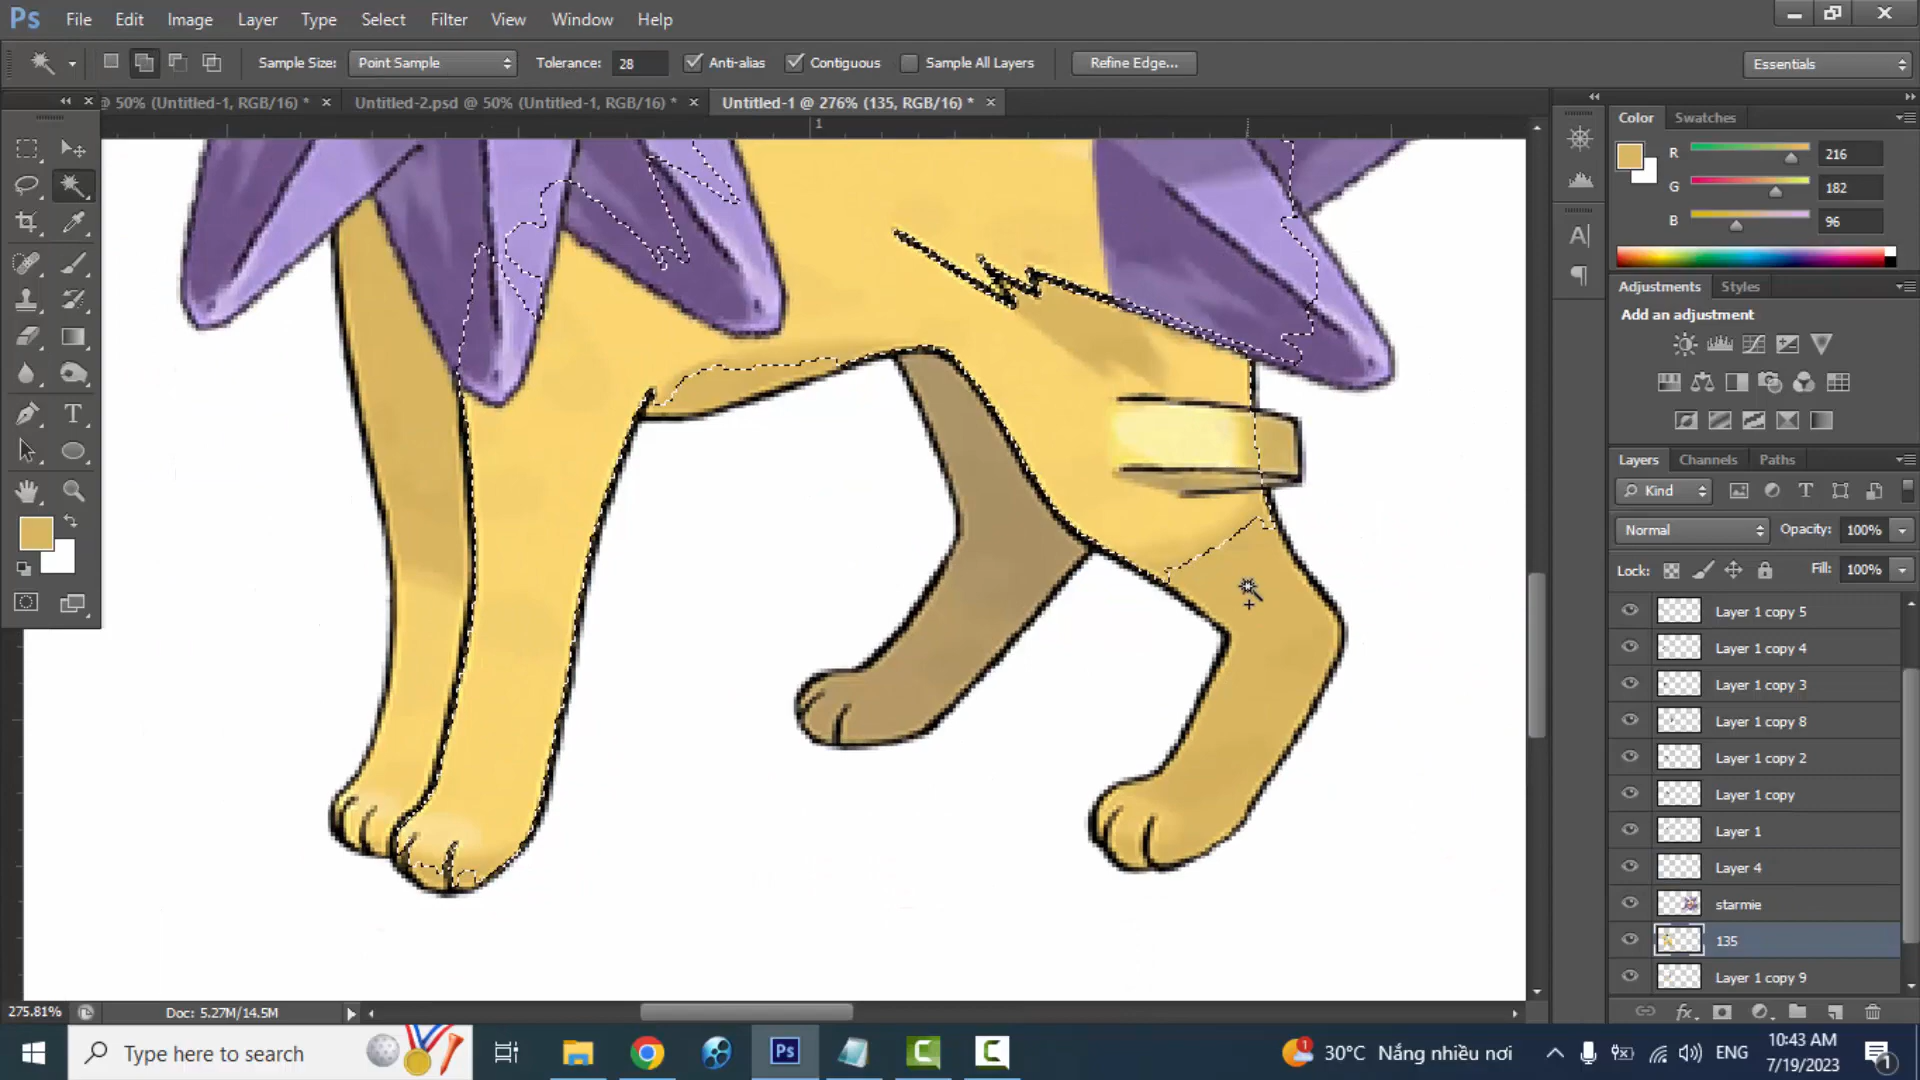 Ps File Edit Image Layer Type Select Filter View Window Help
Sample Size: Point Sample Tolerance: 28 Anti-alias Contiguous Sample All Layers Refine Edge... Essentials
@ 50% (Untitled-1, RGB/16) * Untitled-2.psd @ 50% (Untitled-1, RGB/16) * Untitled-1 @ 276% (135, RGB/16) *
1
Color Swatches
R 216
G 182
B 96
Adjustments Styles
Add an adjustment
Layers Channels Paths
Kind
Normal Opacity: 100%
Lock: Fill: 100%
Layer 1 copy 5
Layer 1 copy 4
Layer 1 copy 3
Layer 1 copy 8
Layer 1 copy 2
Layer 1 copy
Layer 1
Layer 4
starmie
135
Layer 1 copy 9
275.81% Doc: 5.27M/14.5M
Type here to search Ps 1 30°C Nắng nhiều nơi ENG 10:43 AM 1
7/19/2023